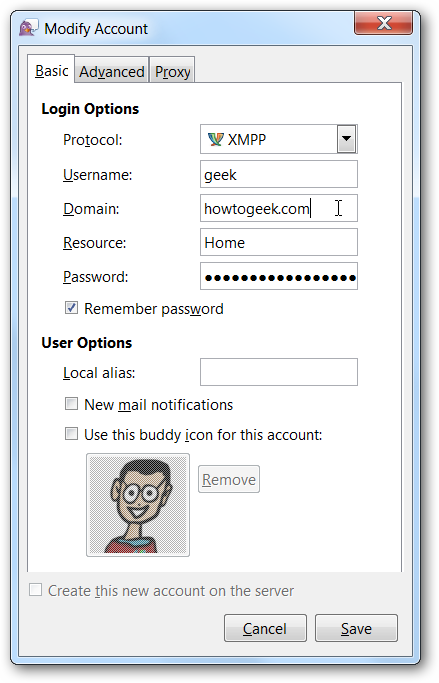 Modify Account
Basic Advanced Proxy
Login Options
Protocol: XMPP
Username: geek
Domain: howtogeek.com
Resource: Home
Password: ●●●●●●●●●●●●●●●●●
Remember password
User Options
Local alias:
New mail notifications
Use this buddy icon for this account:
Remove
Create this new account on the server
Cancel Save